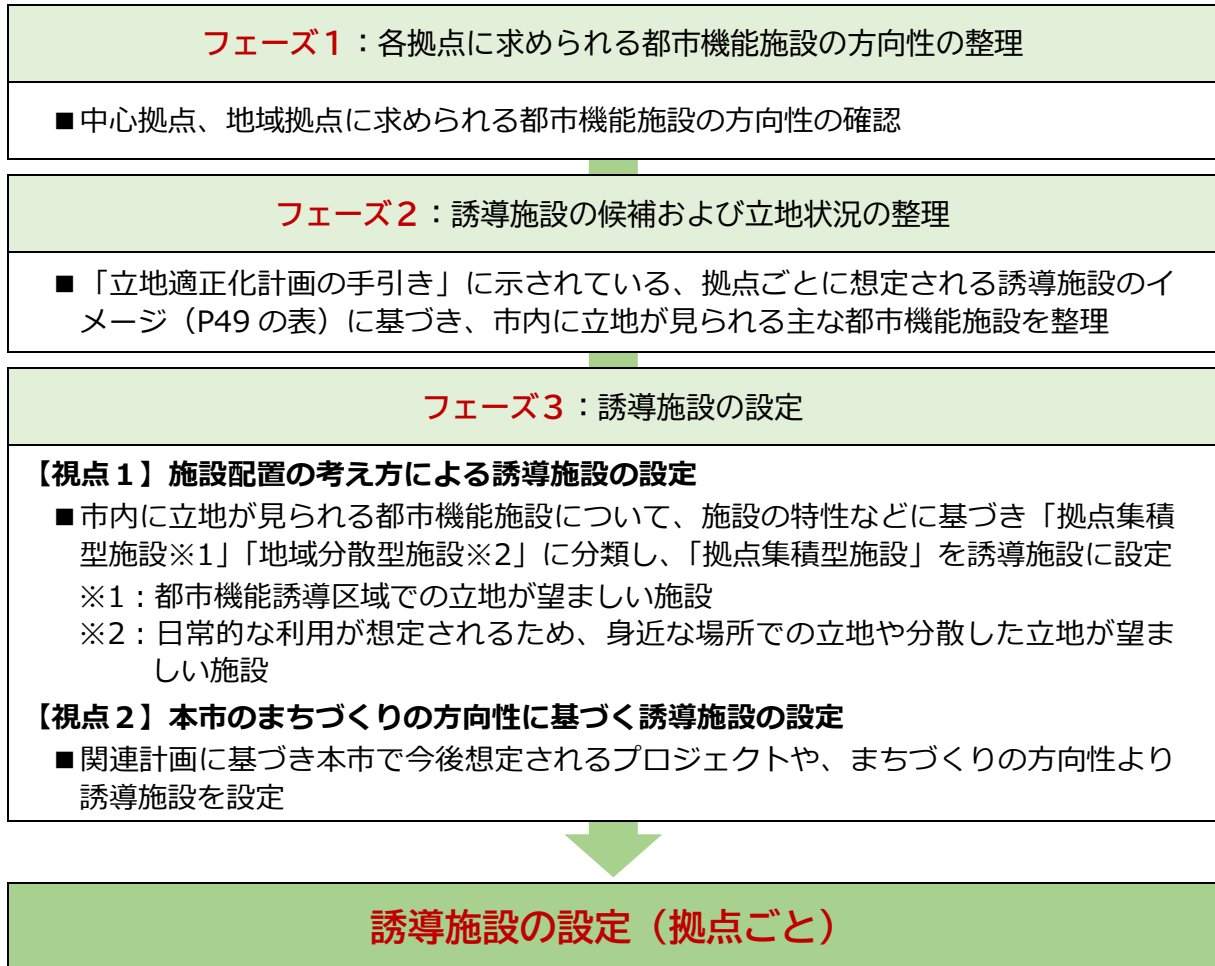 フェーズ１：各拠点に求められる都市機能施設の方向性の整理
■中心拠点、地域拠点に求められる都市機能施設の方向性の確認
フェーズ２：誘導施設の候補および立地状況の整理
■「立地適正化計画の手引き」に示されている、拠点ごとに想定される誘導施設のイ
メージ（P49 の表）に基づき、市内に立地が見られる主な都市機能施設を整理
フェーズ３：誘導施設の設定
【視点１】施設配置の考え方による誘導施設の設定
■市内に立地が見られる都市機能施設について、施設の特性などに基づき「拠点集積
型施設※1」「地域分散型施設※2」に分類し、「拠点集積型施設」を誘導施設に設定
※1：都市機能誘導区域での立地が望ましい施設
※2：日常的な利用が想定されるため、身近な場所での立地や分散した立地が望ま
しい施設
【視点２】本市のまちづくりの方向性に基づく誘導施設の設定
■関連計画に基づき本市で今後想定されるプロジェクトや、まちづくりの方向性より
誘導施設を設定
誘導施設の設定（拠点ごと）